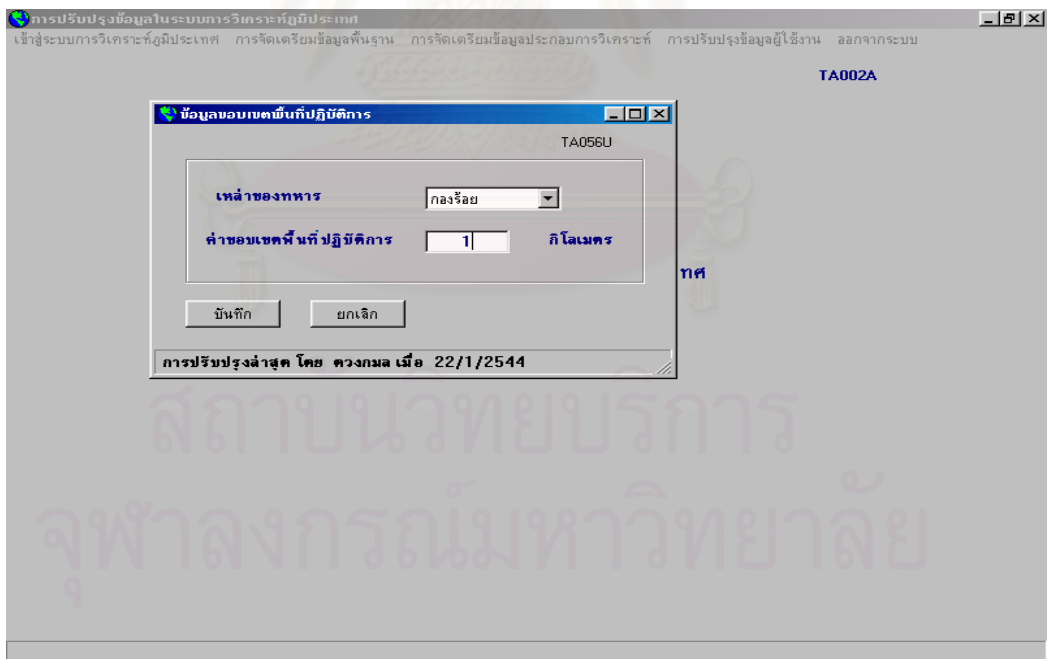 การปรับปรุงข้อมูลในระบบการวิเคราะห์ภูมิประเทศ
เข้าสู่ระบบการวิเคราะห์ภูมิประเทศ การจัดเตรียมข้อมูลพื้นฐาน การจัดเตรียมข้อมูลประกอบการวิเคราะห์ การปรับปรุงข้อมูลผู้ใช้งาน ออกจากระบบ
TA002A
ข้อมูลขอบเขตพื้นที่ปฏิบัติการ
TA056U
เหล่าของทหาร กองร้อย
ค่าขอบเขตพื้นที่ปฏิบัติการ 1 กิโลเมตร
ทศ
บันทึก ยกเลิก
การปรับปรุงล่าสุด โดย ดวงกมล เมื่อ 22/1/2544
สถาบันวิทยบริการ
จุฬาลงกรณ์มหาวิทยาลัย